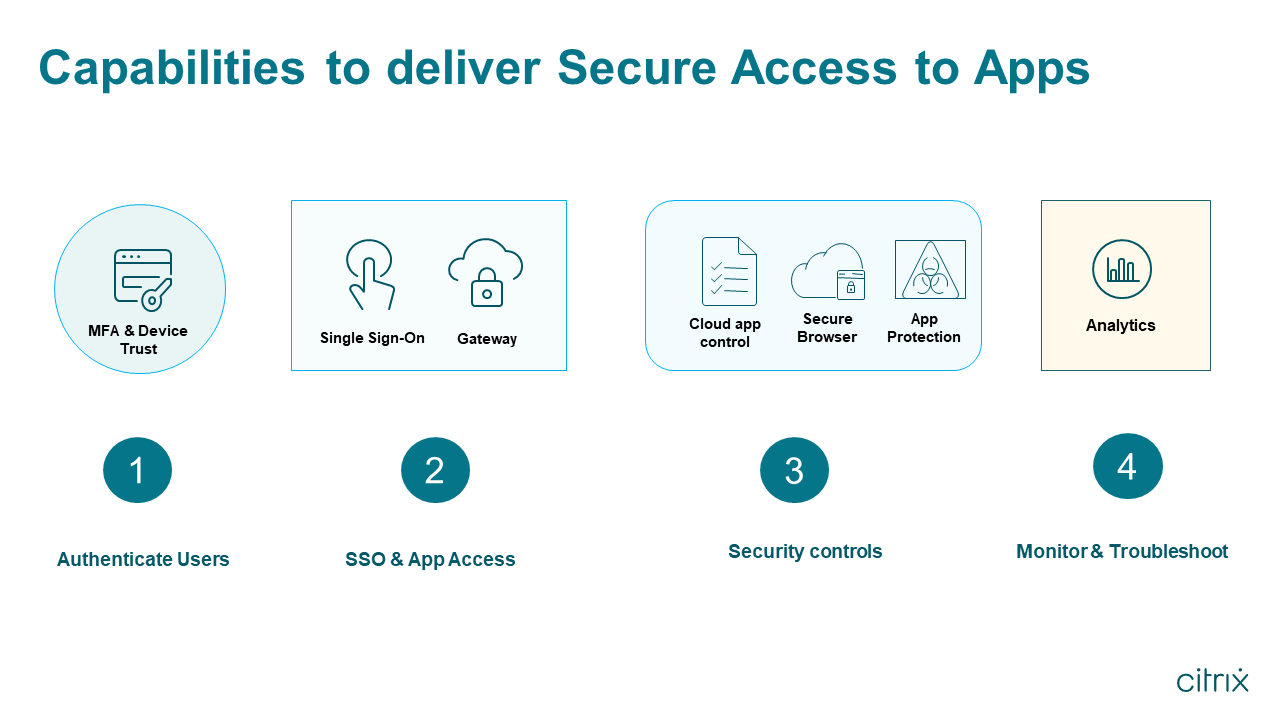 Capabilities to deliver Secure Access to Apps
MFA & Device
Trust
Single Sign-On
Gateway
Cloud app
control
Secure
Browser
App
Protection
Analytics
1
2
3
4
Authenticate Users
SSO & App Access
Security controls
Monitor & Troubleshoot
citrix